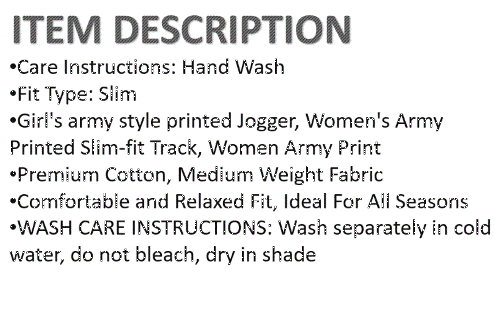 ITEM DESCRIPTION
•Care Instructions: Hand Wash
•Fit Type: Slim
•Girl's army style printed Jogger, Women's Army
Printed Slim-fit Track, Women Army Print
•Premium Cotton, Medium Weight Fabric
•Comfortable and Relaxed Fit, Ideal For All Seasons
•WASH CARE INSTRUCTIONS: Wash separately in cold
water, do not bleach, dry in shade